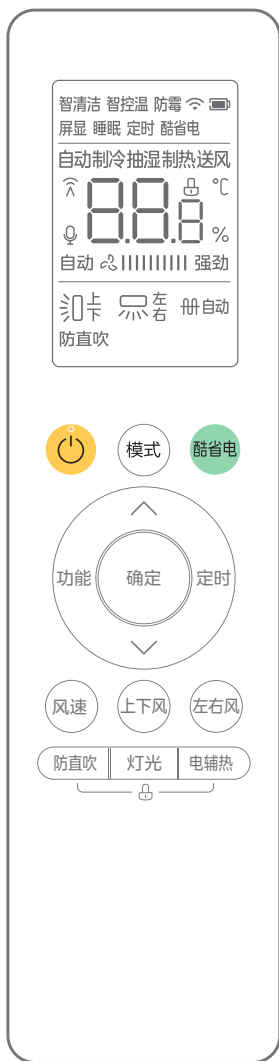 智清洁 智控温 防霉
屏显 睡眠 定时 酷省电
自动制冷抽湿制热送风
88.8 ℃
%
自动 强劲
上下 左右 自动
防直吹
模式 酷省电
功能 确定 定时
风速 上下风 左右风
防直吹 灯光 电辅热